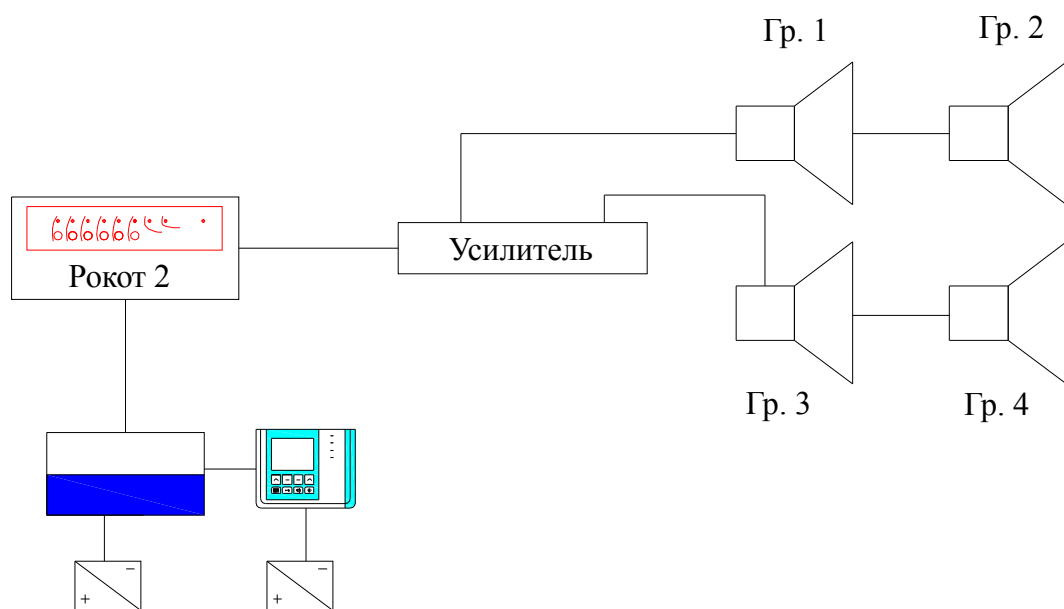 Гр. 1
Гр. 2
Усилитель
Рокот 2
Гр. 3
Гр. 4
− +
− +